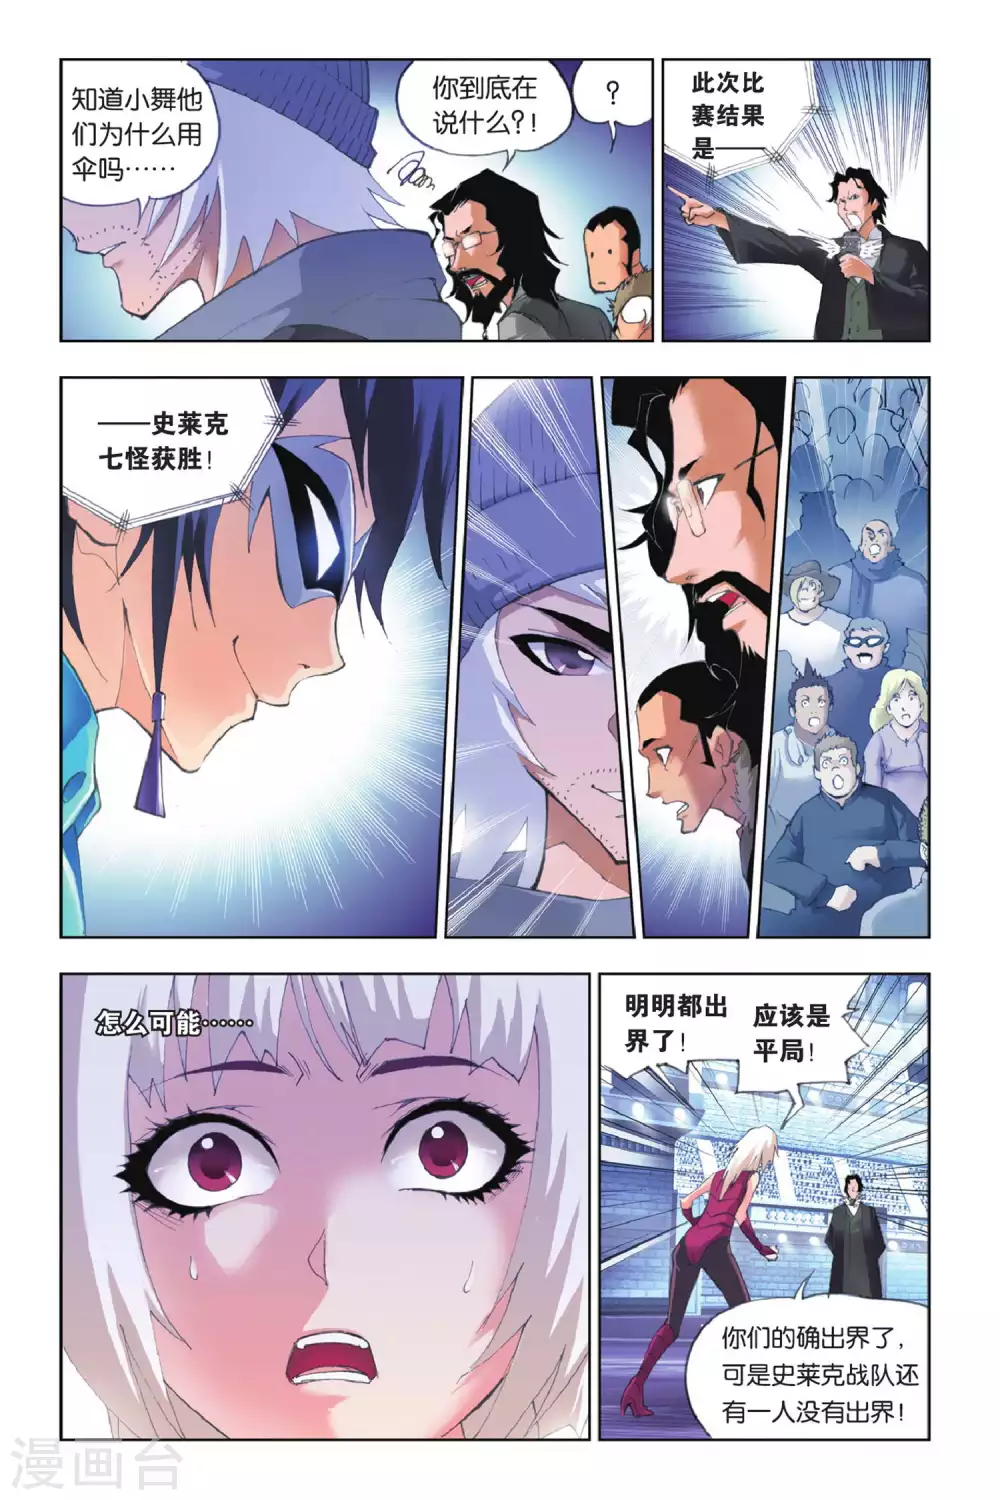 知道小舞他
们为什么用
伞吗……
你到底在
说什么?!
?
此次比
赛结果
是——
——史莱克
七怪获胜!
怎么可能……
明明都出
界了!
应该是
平局!
你们的确出界了,
可是史莱克战队还
有一人没有出界!
漫画台